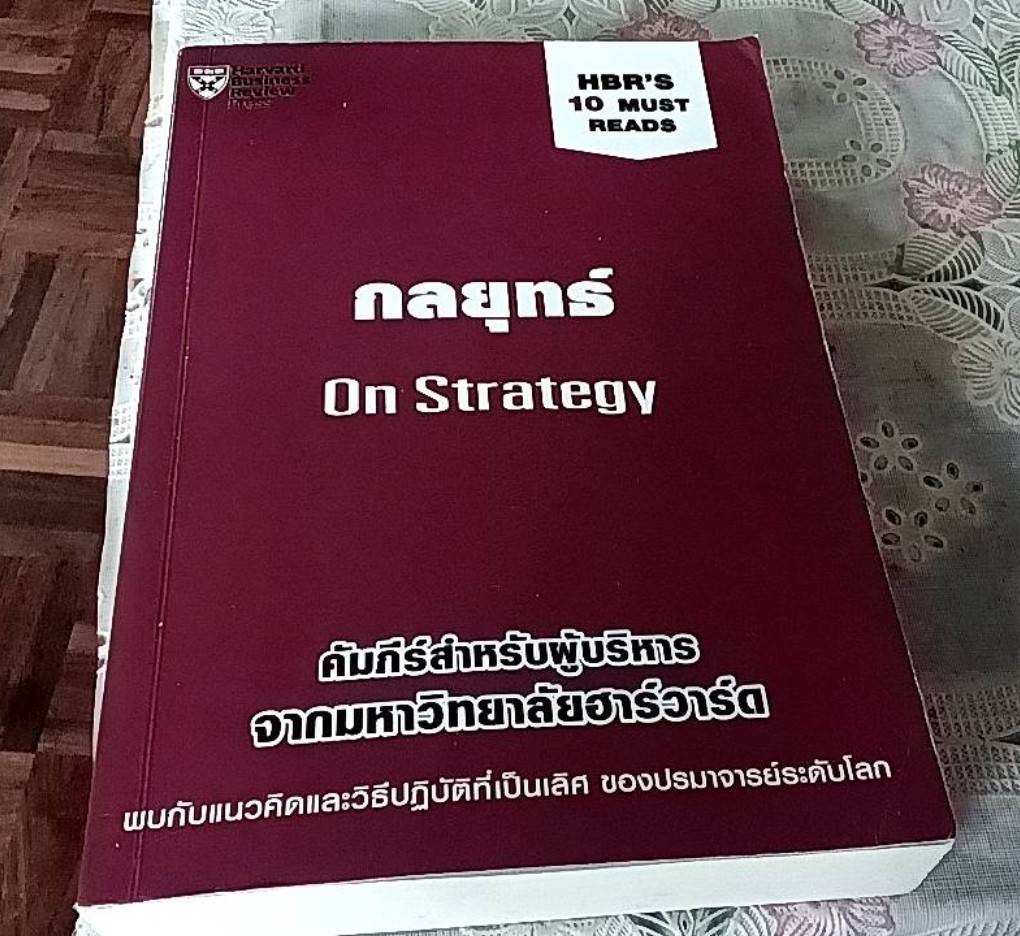 Harvard
Business
Review
Press
HBR'S
10 MUST
READS
กลยุทธ์
On Strategy
คัมภีร์สำหรับผู้บริหาร
จากมหาวิทยาลัยฮาร์วาร์ด
พบกับแนวคิดและวิธีปฏิบัติที่เป็นเลิศ ของปรมาจารย์ระดับโลก